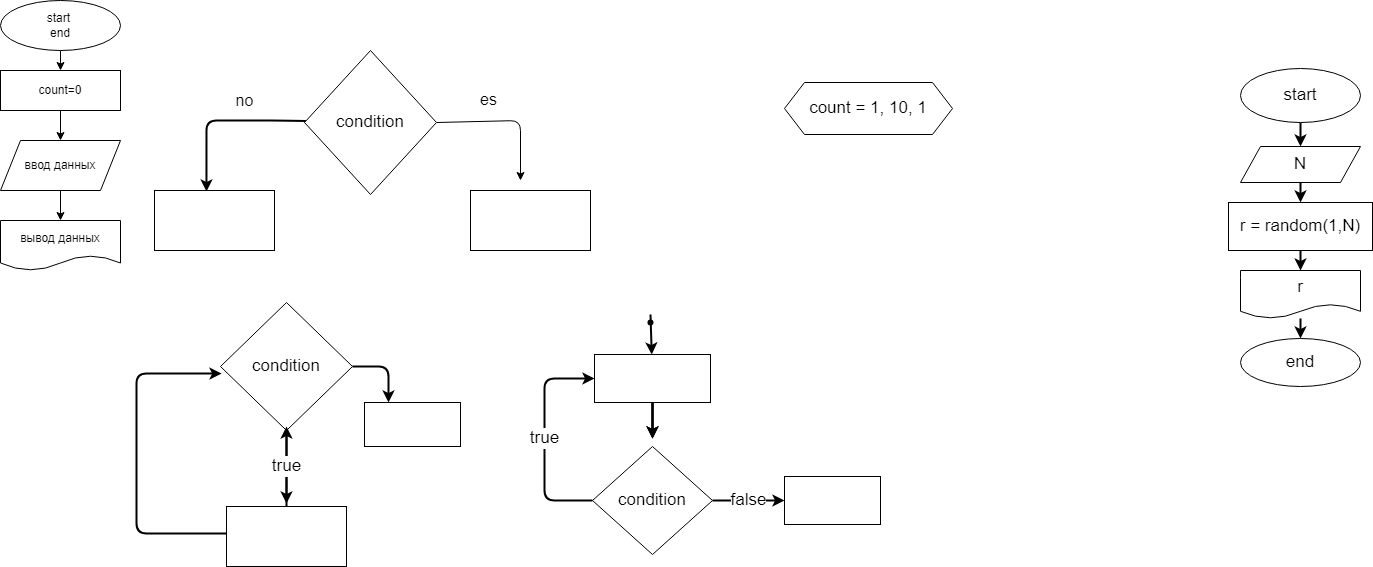 start
end
count=0
ввод данных
вывод данных
no
condition
es
count = 1, 10, 1
start
N
r = random(1,N)
r
end
condition
true
true
condition
false